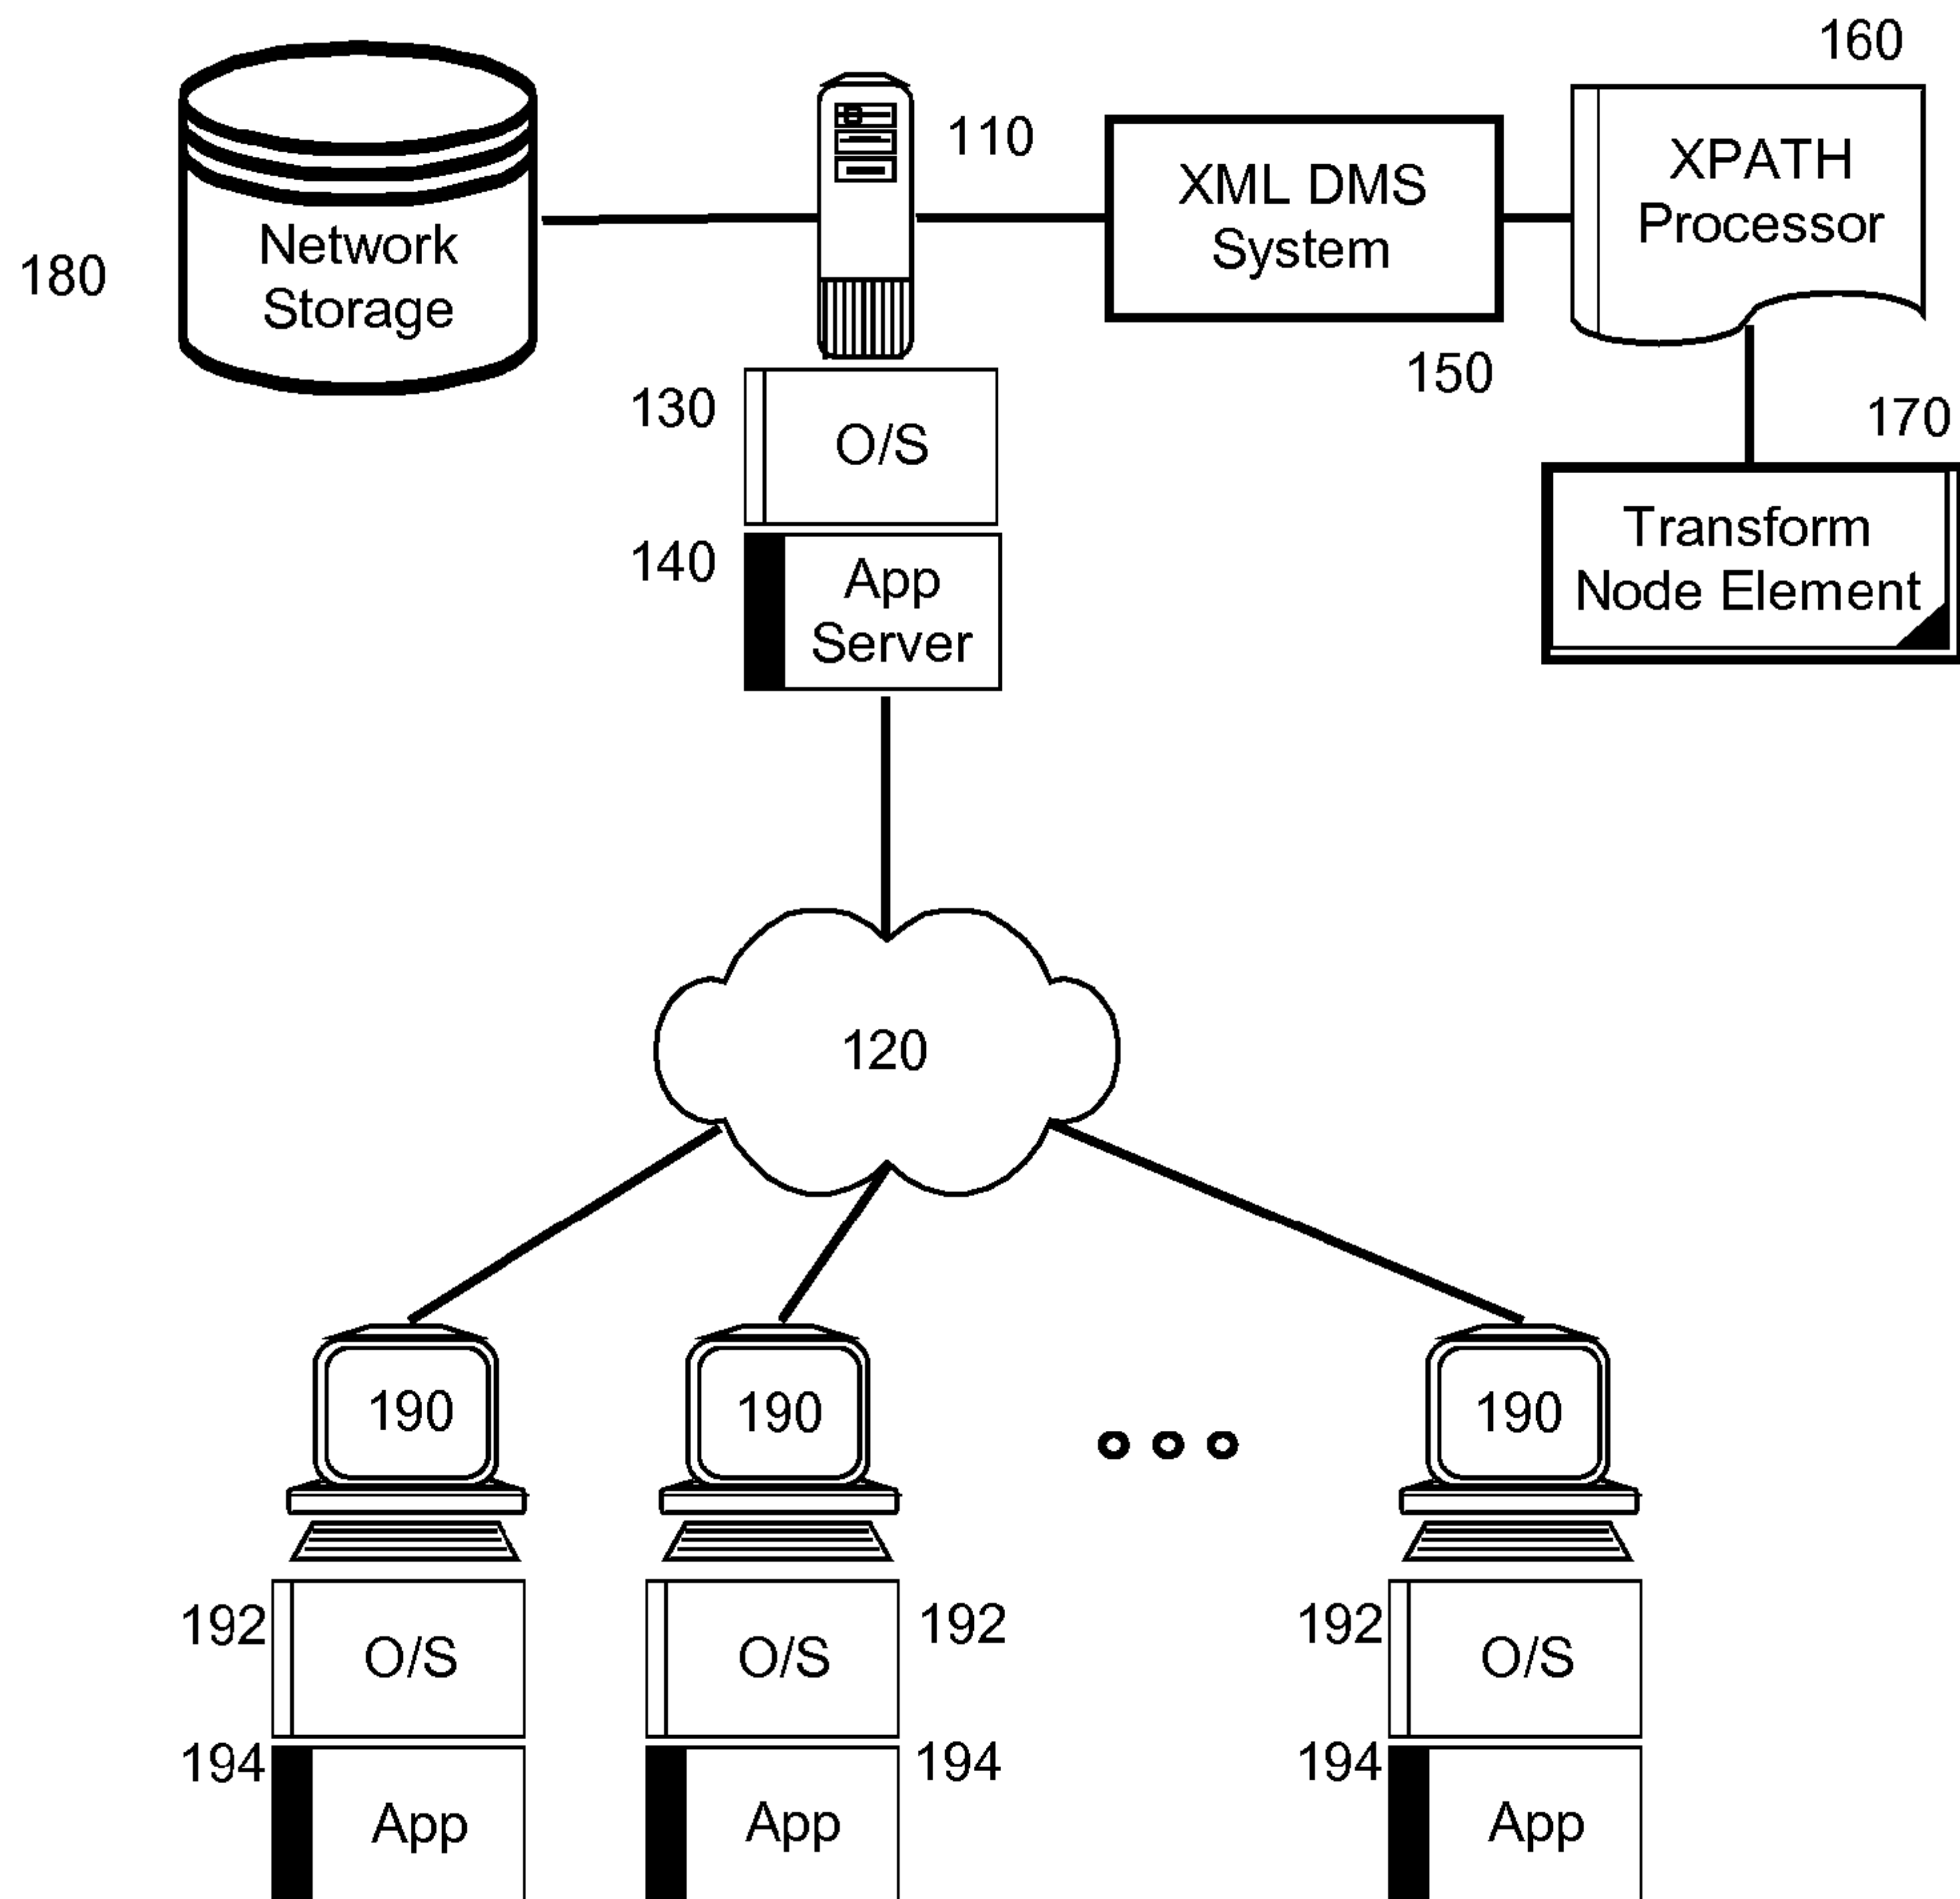 160
110
XPATH
Processor
XML DMS
System
Network
Storage
180
150
130
O/S
170
140
App
Server
Transform
Node Element
120
190
190
190
192
O/S
O/S
192
192
O/S
194
App
App
194
194
App